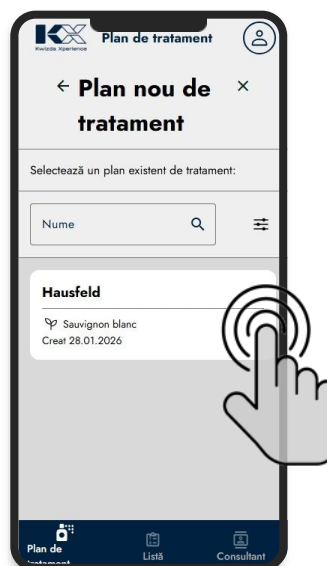 KX
Kwizda Xperience
Plan de tratament
Plan nou de
tratament
Selectează un plan existent de tratament:
Nume
Hausfeld
Sauvignon blanc
Creat 28.01.2026
Plan de
tratament
Listă
Consultant